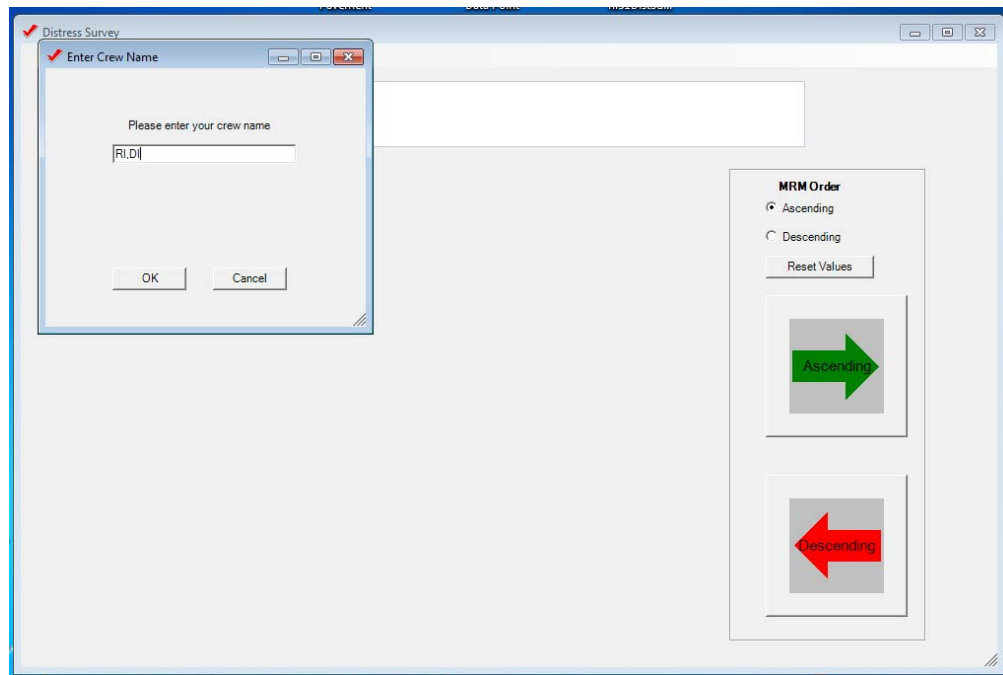 Pavement
Distress Survey
Enter Crew Name
Please enter your crew name
RI,DI
OK
Cancel
MRM Order
Ascending
Descending
Reset Values
Ascending
Descending